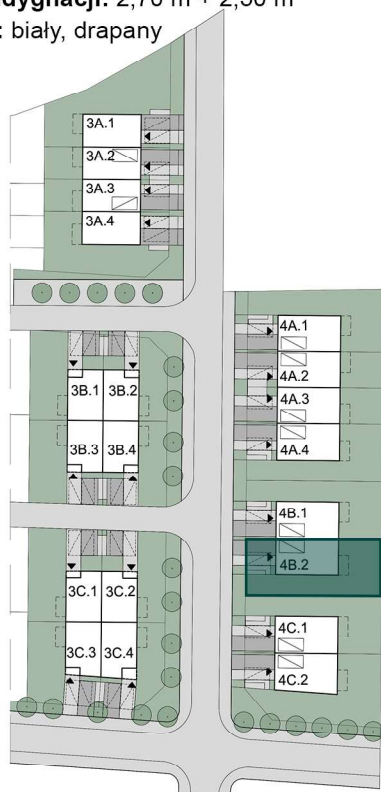 dygnacji: 2,70 m + 2,50 m
: biały, drapany
3A.1
3A.2
3A.3
3A.4
3B.1 3B.2
3B.3 3B.4
3C.1 3C.2
3C.3 3C.4
4A.1
4A.2
4A.3
4A.4
4B.1
4B.2
4C.1
4C.2